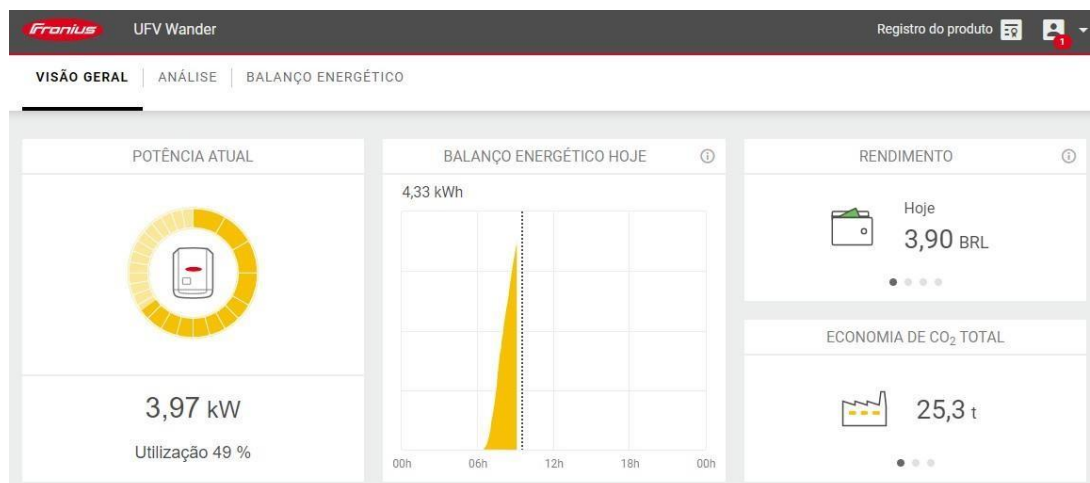 Fronius UFV Wander Registro do produto 1
VISÃO GERAL ANÁLISE BALANÇO ENERGÉTICO
POTÊNCIA ATUAL
3,97 kW
Utilização 49 %
BALANÇO ENERGÉTICO HOJE
4,33 kWh
00h 06h 12h 18h 00h
RENDIMENTO
Hoje
3,90 BRL
ECONOMIA DE CO₂ TOTAL
25,3 t